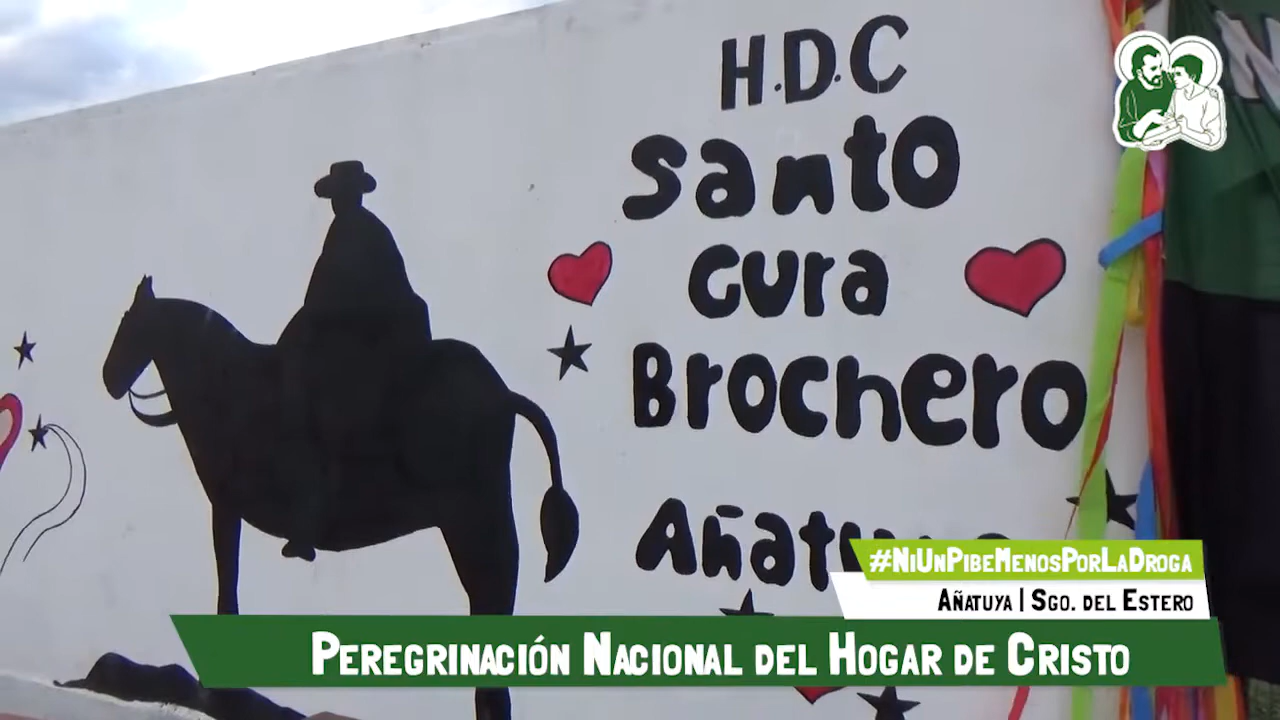 H.D.C
Santo
Cura
Brochero
#NiUnPibeMenosPorLaDroga
Añatuya | Sgo. del Estero
Peregrinación Nacional del Hogar de Cristo